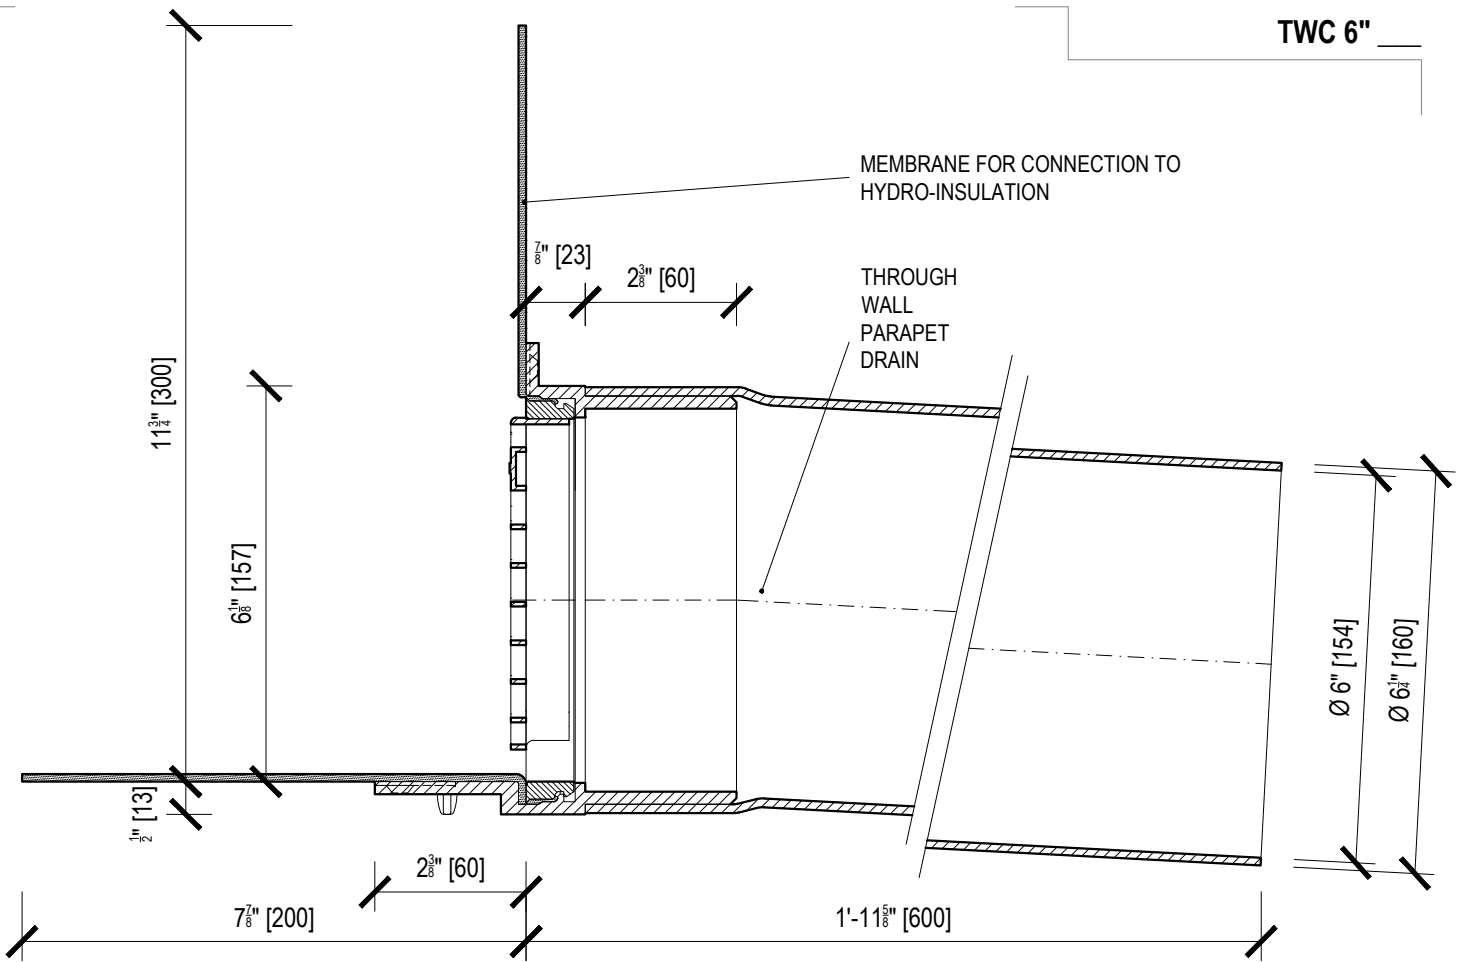 TWC 6" ___
MEMBRANE FOR CONNECTION TO
HYDRO-INSULATION
7/8" [23]
2 3/8" [60]
THROUGH
WALL
PARAPET
DRAIN
11 3/4" [300]
6 1/8" [157]
1/2" [13]
Ø 6" [154]
Ø 6 1/4" [160]
2 3/8" [60]
7 7/8" [200]
1'-11 5/8" [600]